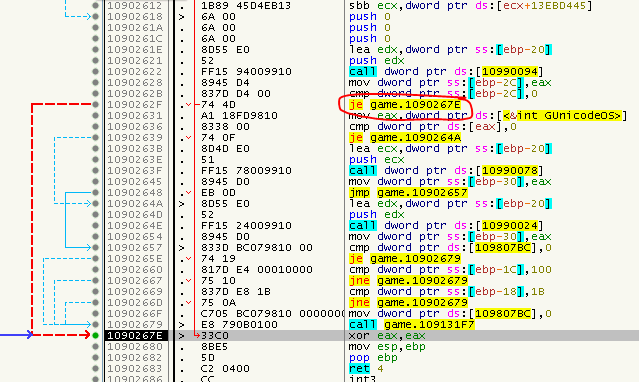 10902612 . 1B89 45D4EB13 sbb ecx,dword ptr ds:[ecx+13EBD445]
10902618 > 6A 00 push 0
1090261A . 6A 00 push 0
1090261C . 6A 00 push 0
1090261E . 8D55 E0 lea edx,dword ptr ss:[ebp-20]
10902621 . 52 push edx
10902622 . FF15 94009910 call dword ptr ds:[10990094]
10902628 . 8945 D4 mov dword ptr ss:[ebp-2C],eax
1090262B . 837D D4 00 cmp dword ptr ss:[ebp-2C],0
1090262F . 74 4D je game.1090267E
10902631 . A1 18FD9810 mov eax,dword ptr ds:[<&int GUnicodeOS>]
10902636 . 8338 00 cmp dword ptr ds:[eax],0
10902639 . 74 0F je game.1090264A
1090263B . 8D4D E0 lea ecx,dword ptr ss:[ebp-20]
1090263E . 51 push ecx
1090263F . FF15 78009910 call dword ptr ds:[10990078]
10902645 . 8945 D0 mov dword ptr ss:[ebp-30],eax
10902648 . EB 0D jmp game.10902657
1090264A > 8D55 E0 lea edx,dword ptr ss:[ebp-20]
1090264D . 52 push edx
1090264E . FF15 24009910 call dword ptr ds:[10990024]
10902654 . 8945 D0 mov dword ptr ss:[ebp-30],eax
10902657 > 833D BC079810 00 cmp dword ptr ds:[109807BC],0
1090265E . 74 19 je game.10902679
10902660 . 817D E4 00010000 cmp dword ptr ss:[ebp-1C],100
10902667 . 75 10 jne game.10902679
10902669 . 837D E8 1B cmp dword ptr ss:[ebp-18],1B
1090266D . 75 0A jne game.10902679
1090266F . C705 BC079810 0000000 mov dword ptr ds:[109807BC],0
10902679 > E8 790B0100 call game.109131F7
1090267E > 33C0 xor eax,eax
10902680 . 8BE5 mov esp,ebp
10902682 . 5D pop ebp
10902683 . C2 0400 ret 4
10902686 CC int3